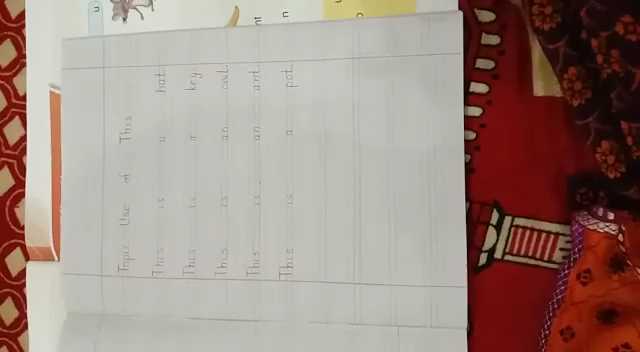 Topic Use of This
This is a hat.
This is a key.
This is an owl.
This is an ant.
This is a pot.